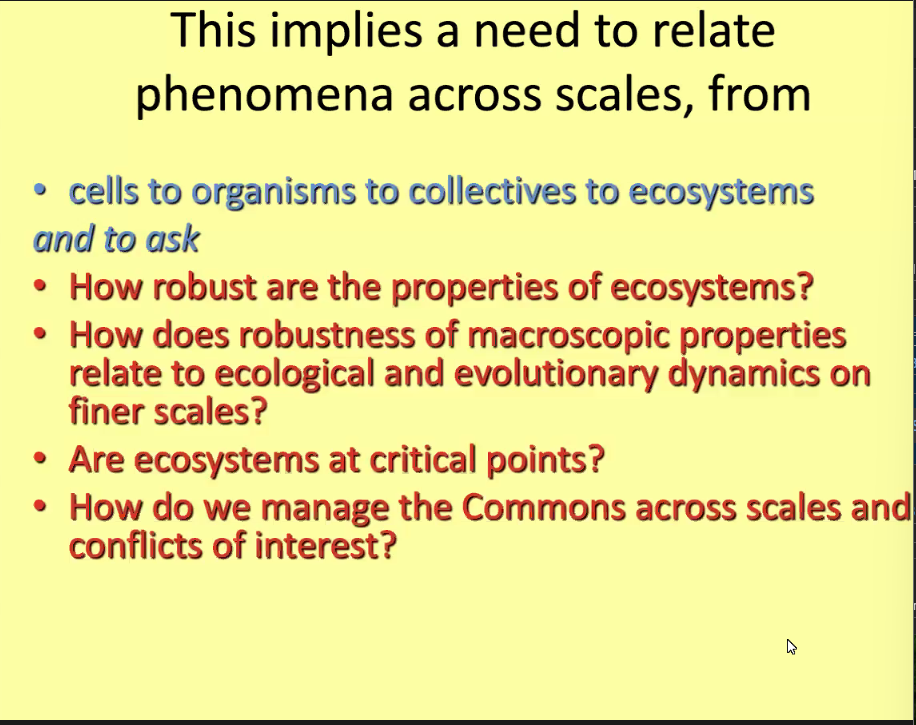 This implies a need to relate
phenomena across scales, from
• cells to organisms to collectives to ecosystems
and to ask
• How robust are the properties of ecosystems?
• How does robustness of macroscopic properties
relate to ecological and evolutionary dynamics on
finer scales?
• Are ecosystems at critical points?
• How do we manage the Commons across scales and
conflicts of interest?